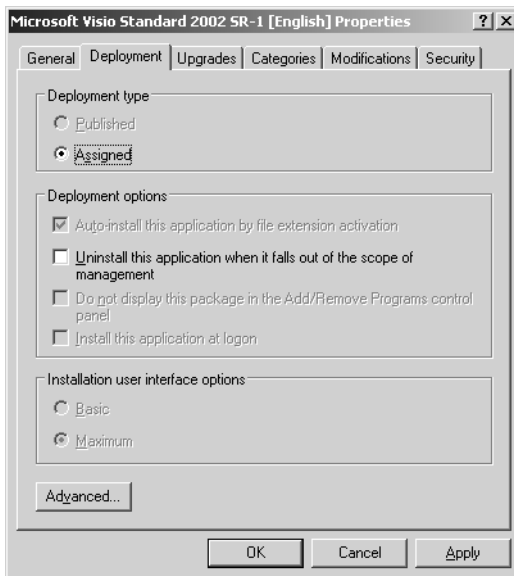 Microsoft Visio Standard 2002 SR-1 [English] Properties
General Deployment Upgrades Categories Modifications Security
Deployment type
Published
Assigned
Deployment options
Auto-install this application by file extension activation
Uninstall this application when it falls out of the scope of
management
Do not display this package in the Add/Remove Programs control
panel
Install this application at logon
Installation user interface options
Basic
Maximum
Advanced...
OK Cancel Apply